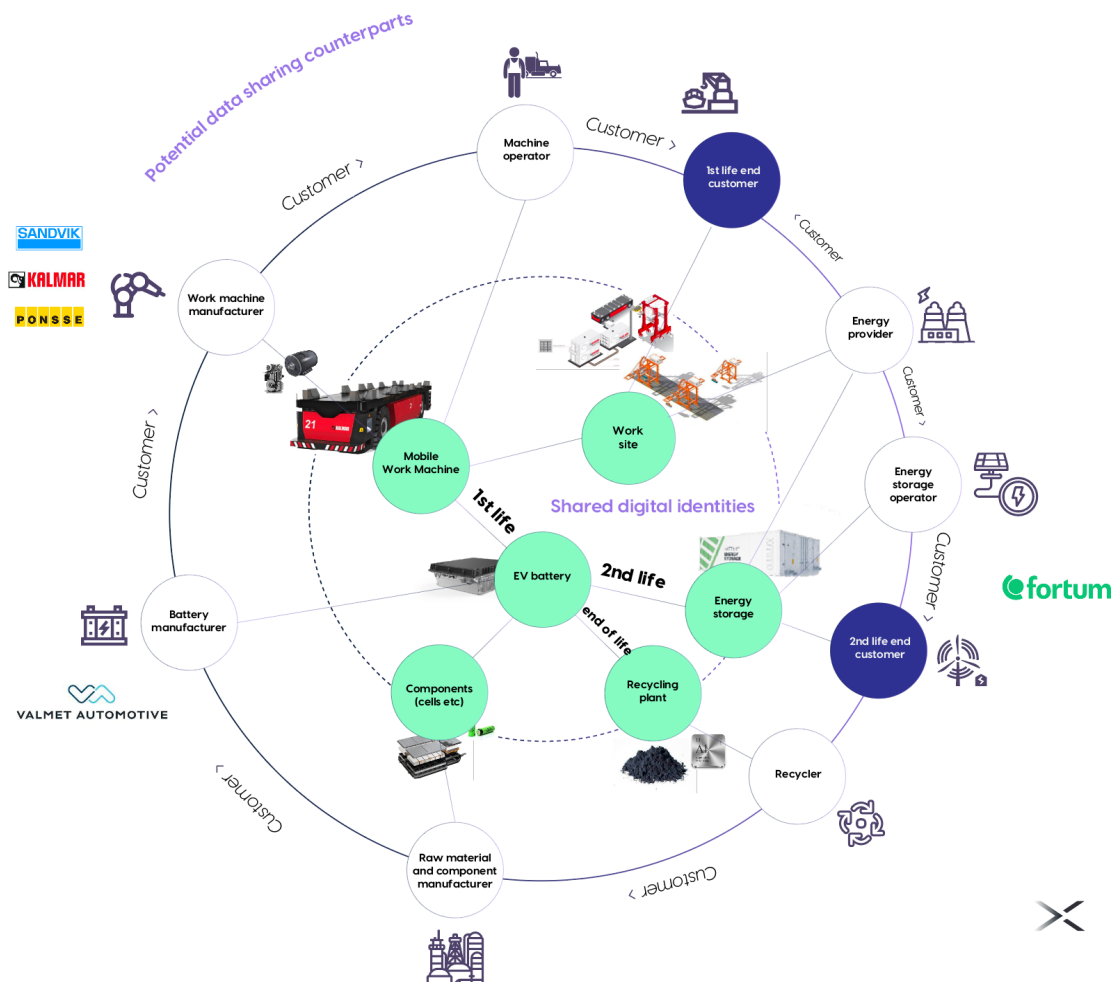 Potential data sharing counterparts
Machine
operator
Customer >
1st life end
customer
Customer >
< Customer
SANDVIK
KALMAR
PONSSE
Work machine
manufacturer
Energy
provider
Customer >
21
KALMAR
Work
site
Mobile
Work Machine
Customer >
Energy
storage
operator
1st life
Shared digital identities
EV battery
2nd life
Customer >
fortum
Energy
storage
Battery
manufacturer
end of life
2nd life end
customer
Components
(cells etc)
Recycling
plant
VALMET AUTOMOTIVE
Al
Recycler
Customer >
Raw material
and component
manufacturer
Customer >